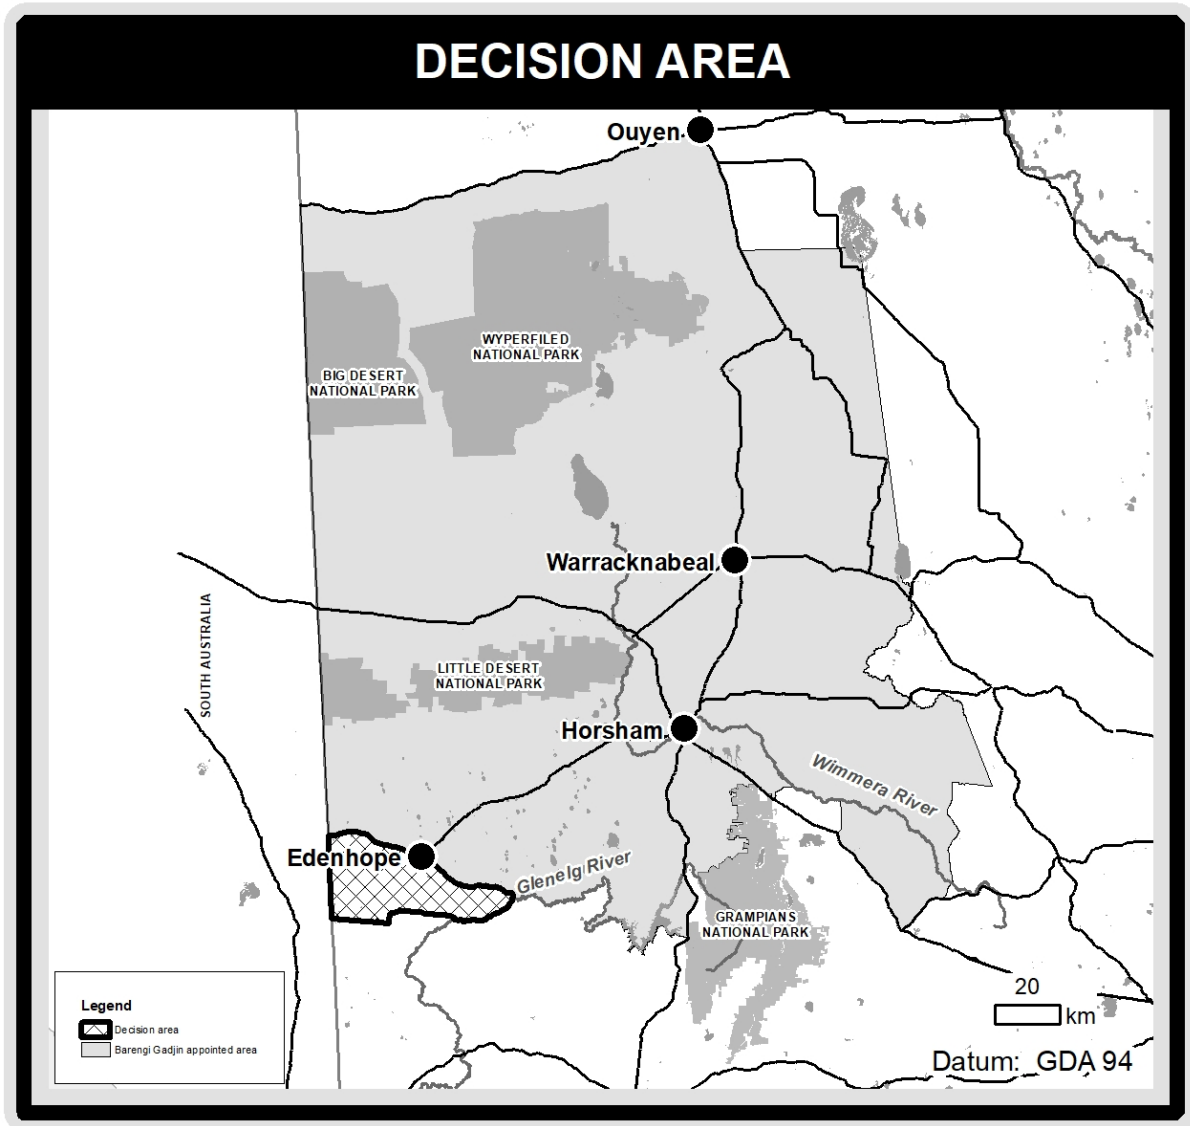 DECISION AREA
Ouyen
WYPERFILED
NATIONAL PARK
BIG DESERT
NATIONAL PARK
Warracknabeal
SOUTH AUSTRALIA
LITTLE DESERT
NATIONAL PARK
Horsham
Wimmera River
Edenhope
Glenelg River
GRAMPIANS
NATIONAL PARK
Legend
Decision area
Barengi Gadjin appointed area
20
km
Datum: GDA 94